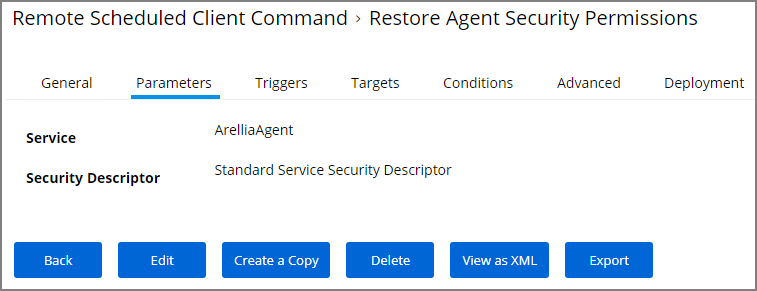 Remote Scheduled Client Command › Restore Agent Security Permissions
General Parameters Triggers Targets Conditions Advanced Deployment
Service ArelliaAgent
Security Descriptor Standard Service Security Descriptor
Back Edit Create a Copy Delete View as XML Export